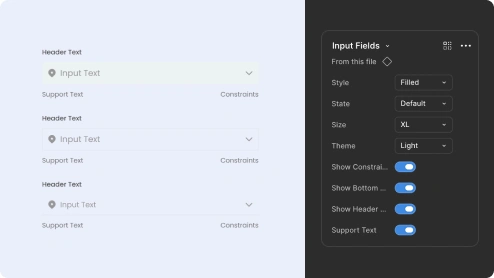 Header Text
Input Text
Support Text Constraints
Header Text
Input Text
Support Text Constraints
Header Text
Input Text
Support Text Constraints
Input Fields
From this file
Style Filled
State Default
Size XL
Theme Light
Show Constrai...
Show Bottom ...
Show Header ...
Support Text